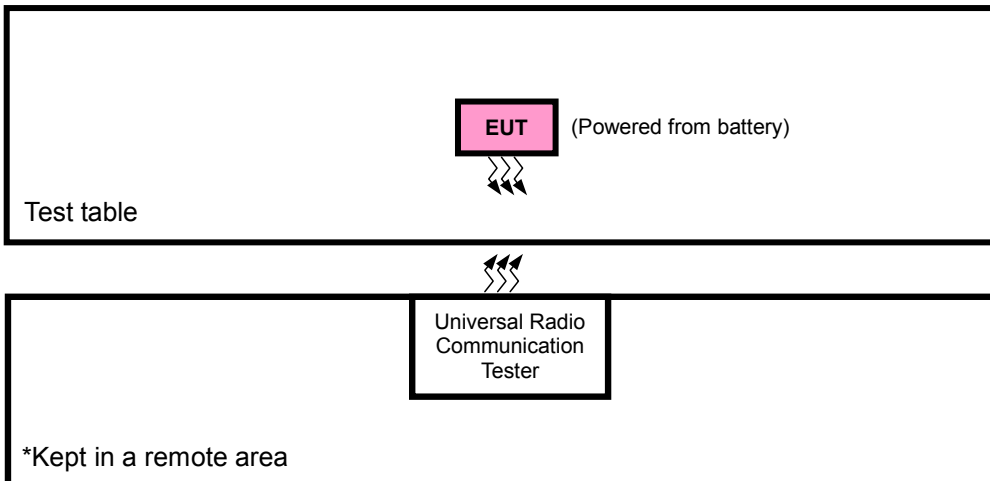 EUT
(Powered from battery)
Test table
Universal Radio
Communication
Tester
*Kept in a remote area